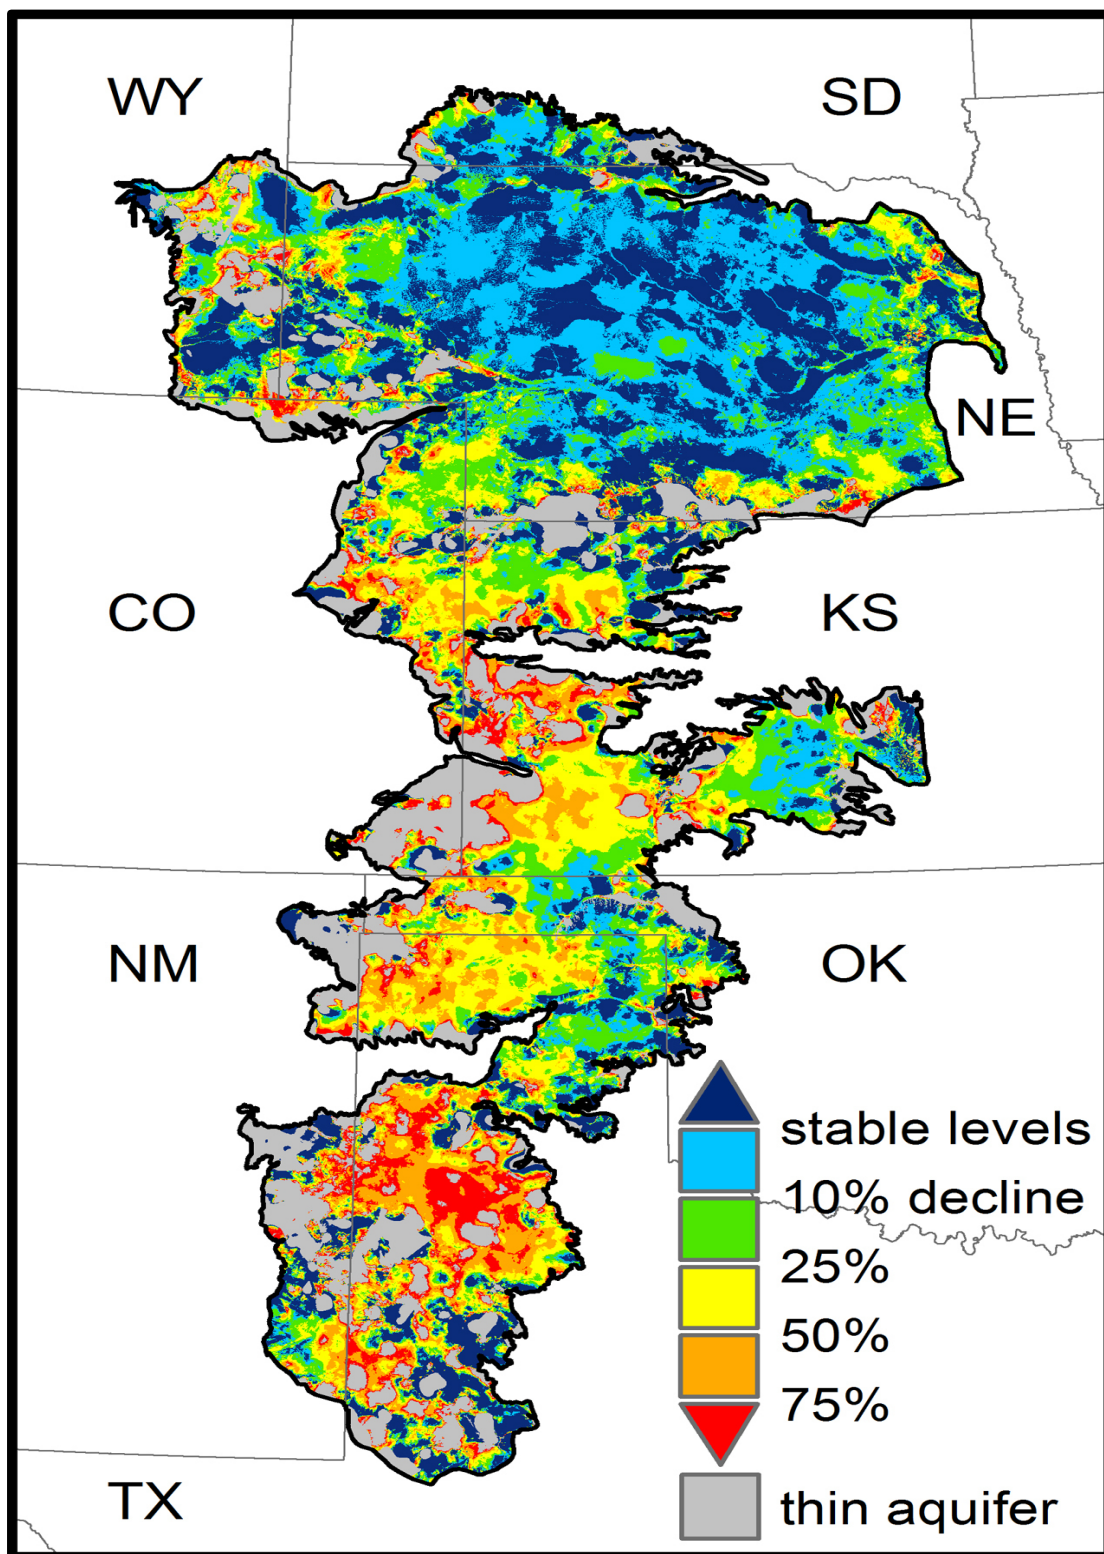 WY
SD
NE
CO
KS
NM
OK
stable levels
10% decline
25%
50%
75%
thin aquifer
TX